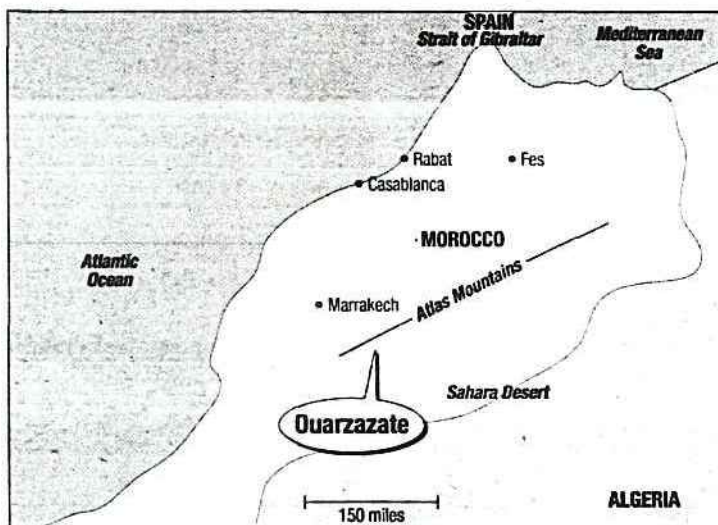 SPAIN
Strait of Gibraltar
Mediterranean
Sea
Rabat
Fes
Casablanca
MOROCCO
Atlantic
Ocean
Atlas Mountains
Marrakech
Sahara Desert
Ouarzazate
ALGERIA
150 miles